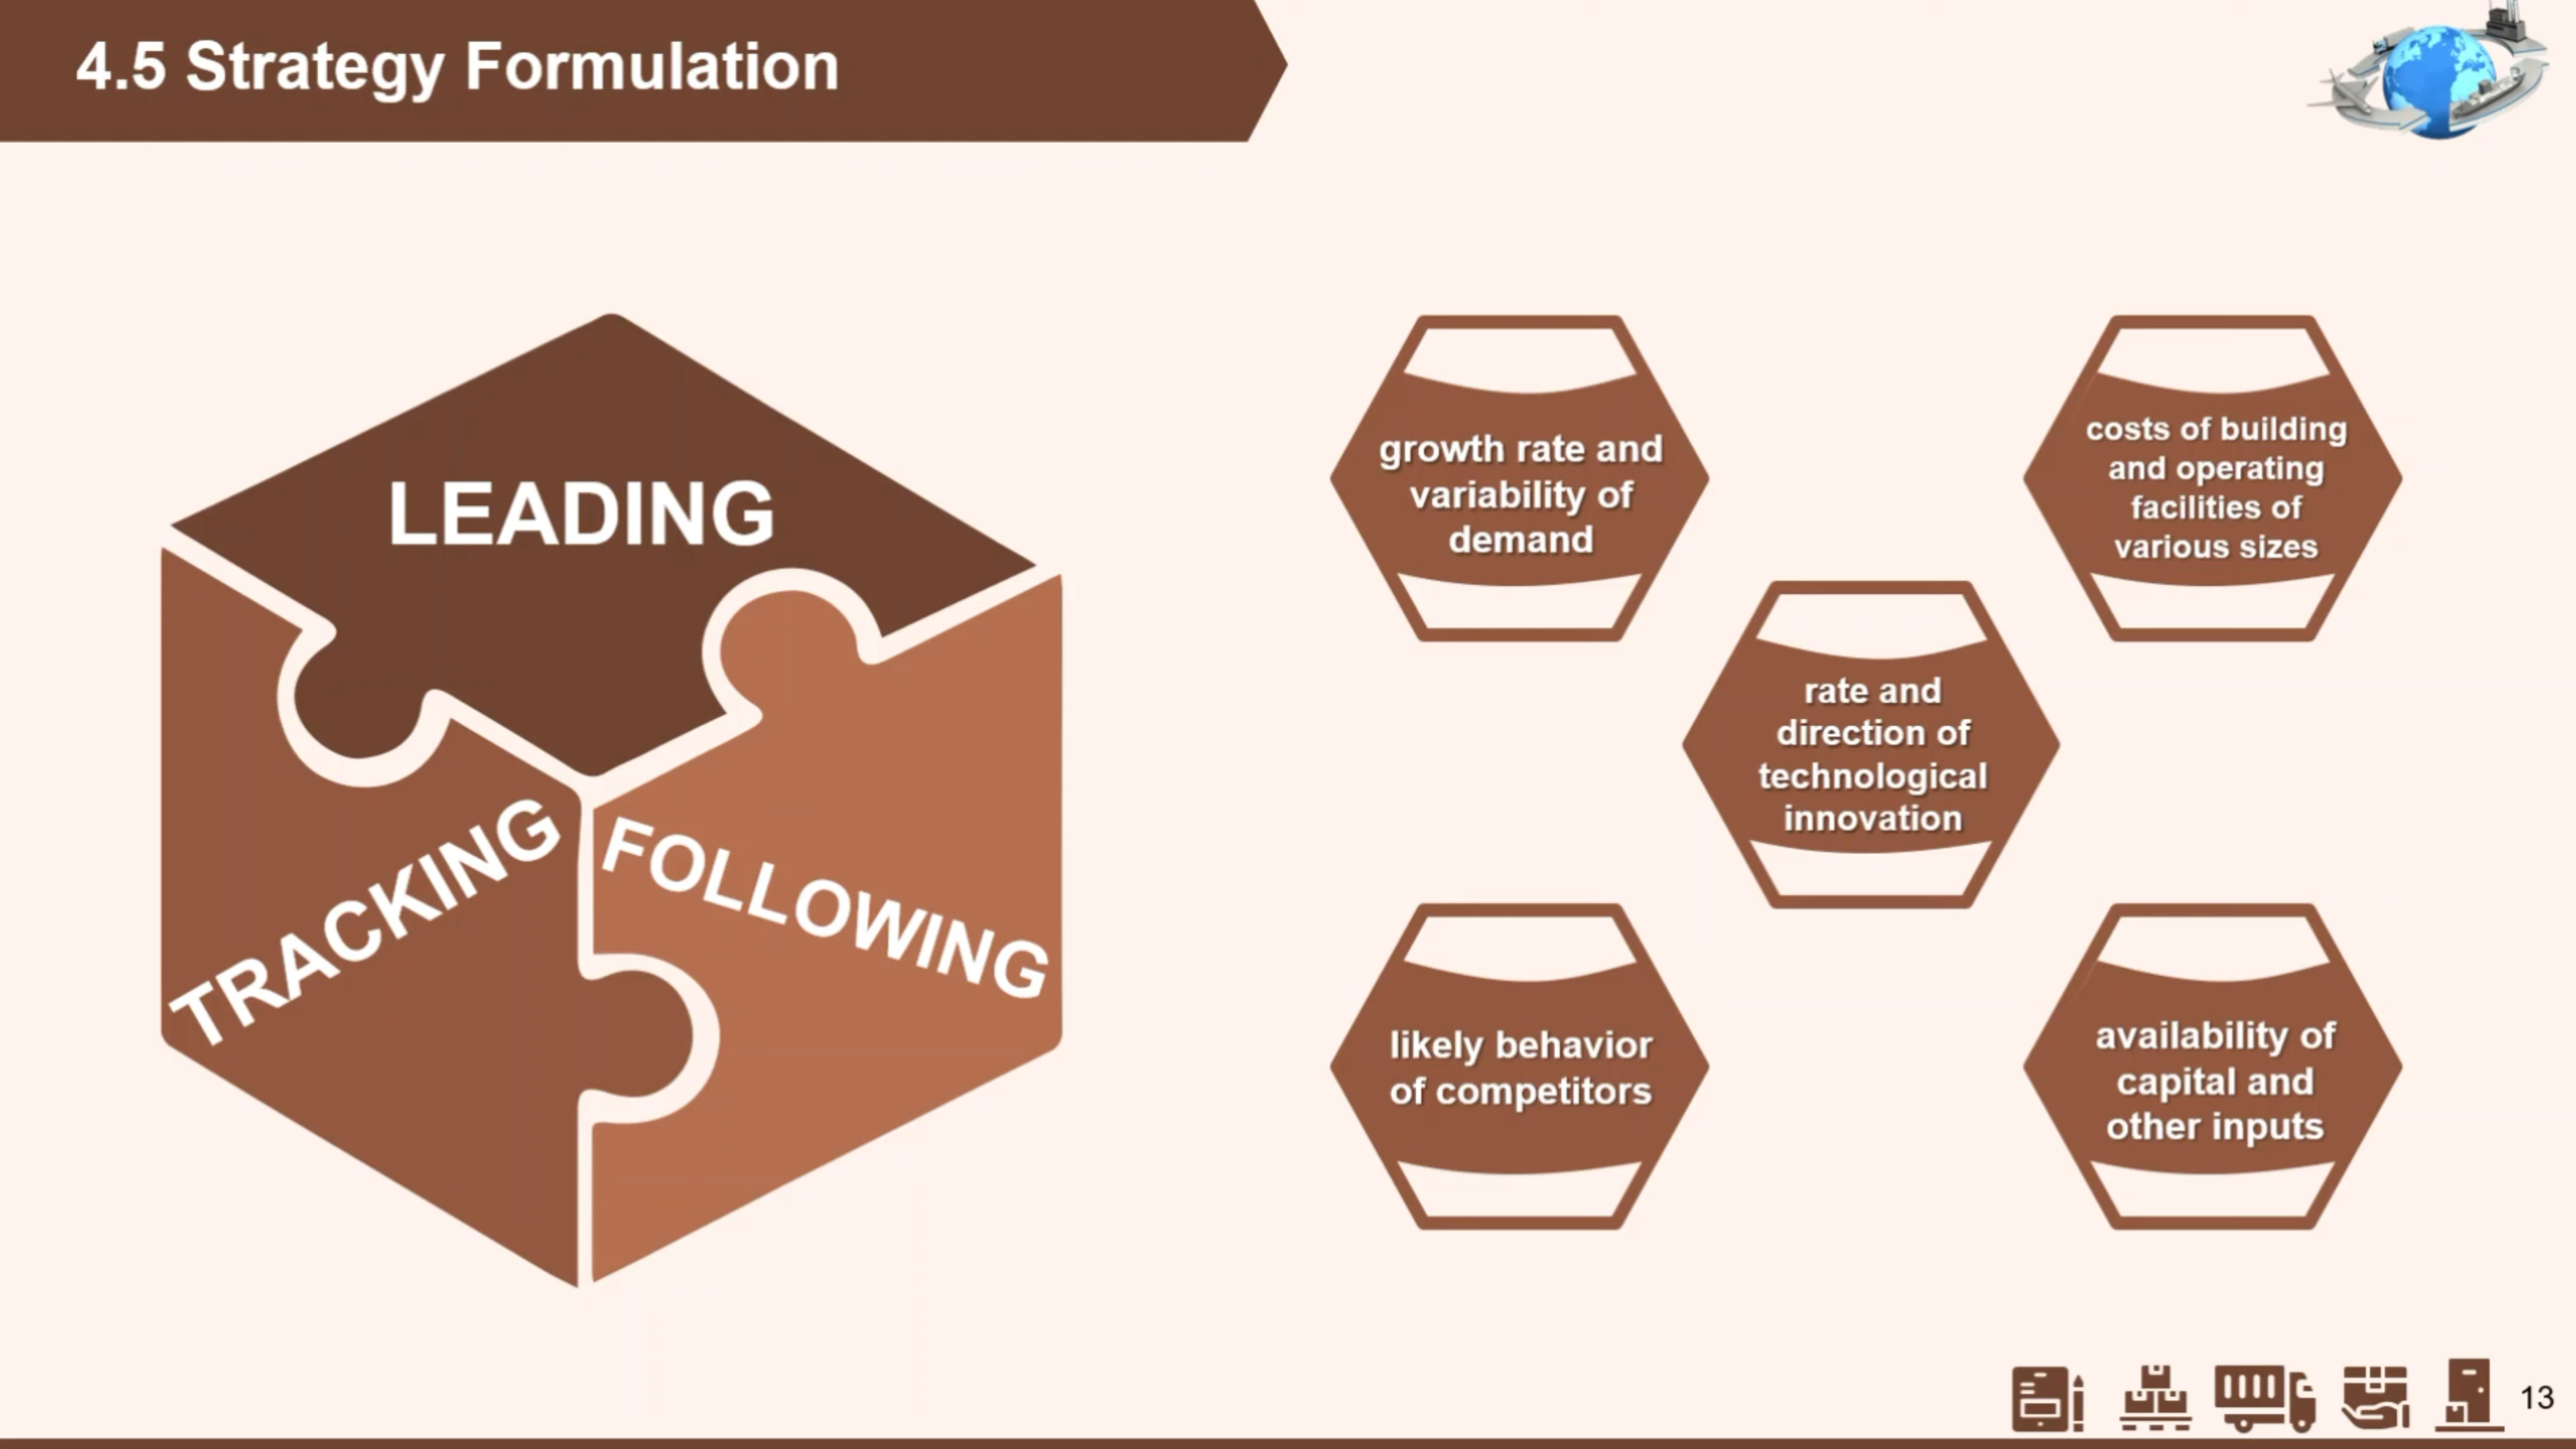 4.5 Strategy Formulation
LEADING
TRACKING
FOLLOWING
growth rate and
variability of
demand
costs of building
and operating
facilities of
various sizes
rate and
direction of
technological
innovation
likely behavior
of competitors
availability of
capital and
other inputs
13